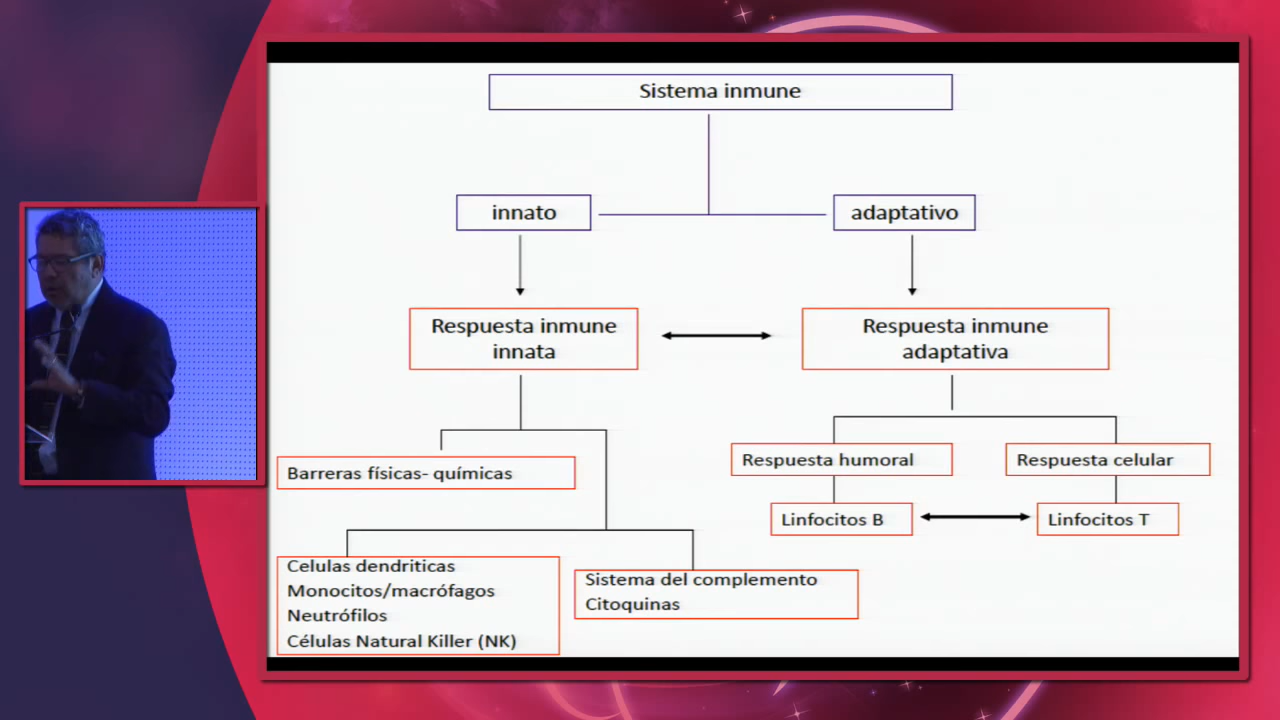 Sistema inmune
innato
adaptativo
Respuesta inmune
innata
Respuesta inmune
adaptativa
Barreras físicas- químicas
Respuesta humoral
Respuesta celular
Linfocitos B
Linfocitos T
Celulas dendriticas
Monocitos/macrófagos
Neutrófilos
Células Natural Killer (NK)
Sistema del complemento
Citoquinas